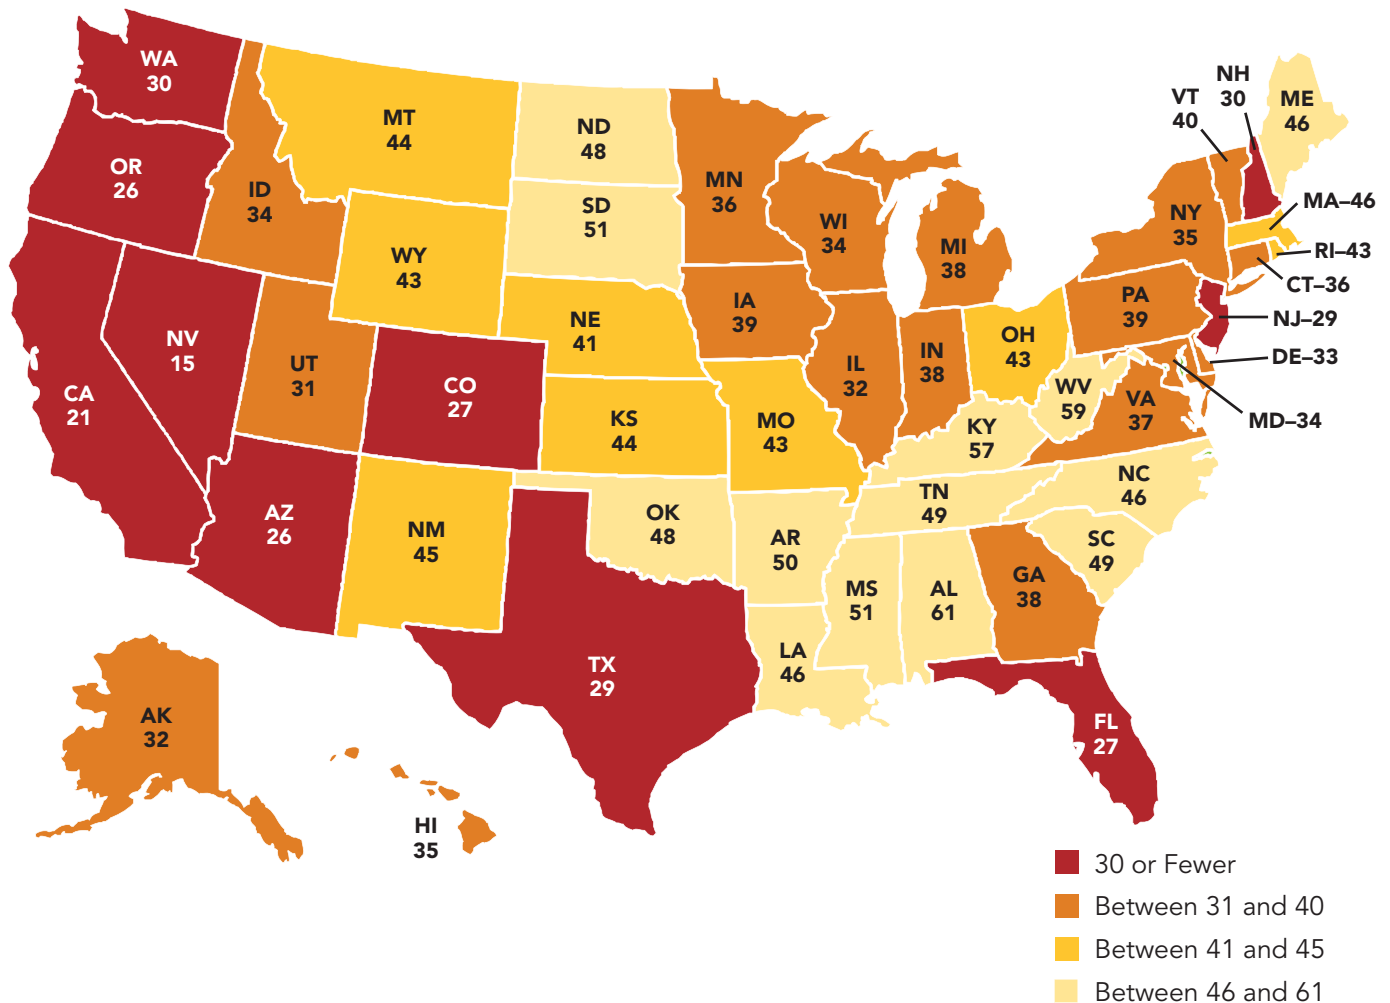 WA
30
OR
26
CA
21
NV
15
ID
34
MT
44
WY
43
UT
31
AZ
26
CO
27
NM
45
ND
48
SD
51
NE
41
KS
44
OK
48
TX
29
MN
36
IA
39
MO
43
AR
50
LA
46
WI
34
IL
32
MI
38
IN
38
OH
43
KY
57
TN
49
MS
51
AL
61
GA
38
FL
27
SC
49
NC
46
VA
37
WV
59
PA
39
NY
35
VT
40
NH
30
ME
46
MA–46
RI–43
CT–36
NJ–29
DE–33
MD–34
AK
32
HI
35
30 or Fewer
Between 31 and 40
Between 41 and 45
Between 46 and 61